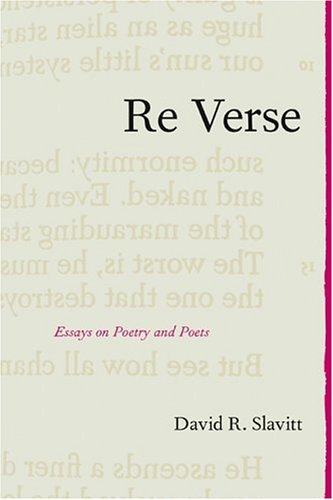 huge as an alien star
our sun's little system
10
Re Verse
such enormity: becau
and naked. Even the
of the marauding sta
The worst is, he mus
15
the one that destroys
Essays on Poetry and Poets
But see how all chan
David R. Slavitt
He ascends a finer d